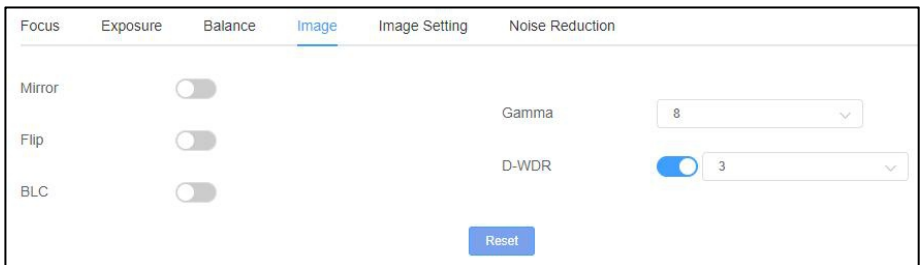 Focus Exposure Balance Image Image Setting Noise Reduction
Mirror
Gamma 8
Flip
D-WDR 3
BLC
Reset